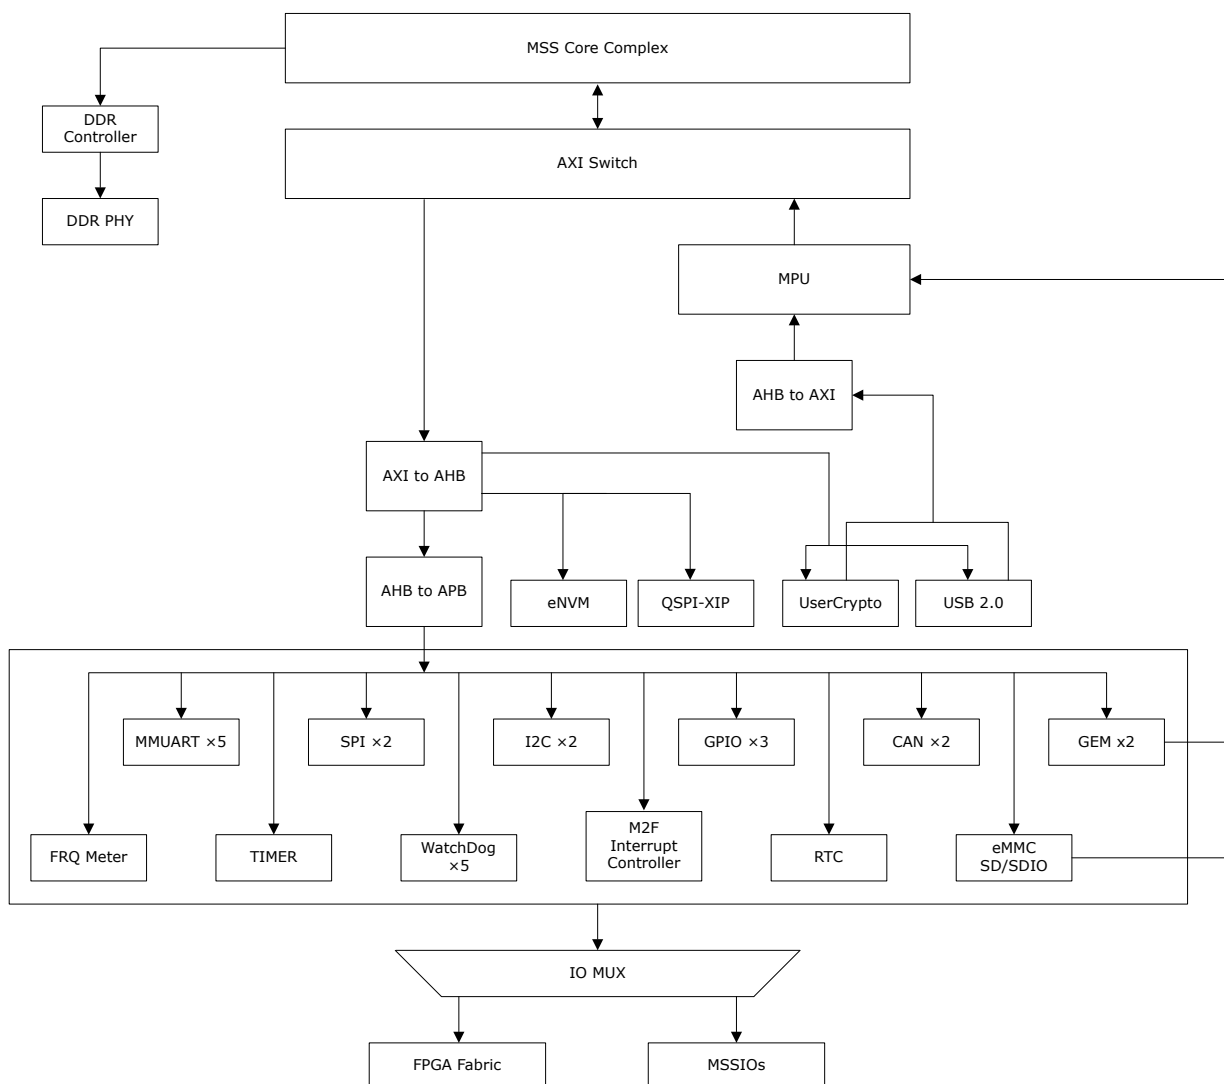 MSS Core Complex
DDR
Controller
AXI Switch
DDR PHY
MPU
AHB to AXI
AXI to AHB
AHB to APB
eNVM
QSPI-XIP
UserCrypto
USB 2.0
MMUART ×5
SPI ×2
I2C ×2
GPIO ×3
CAN ×2
GEM x2
FRQ Meter
TIMER
WatchDog
×5
M2F
Interrupt
Controller
RTC
eMMC
SD/SDIO
IO MUX
FPGA Fabric
MSSIOs